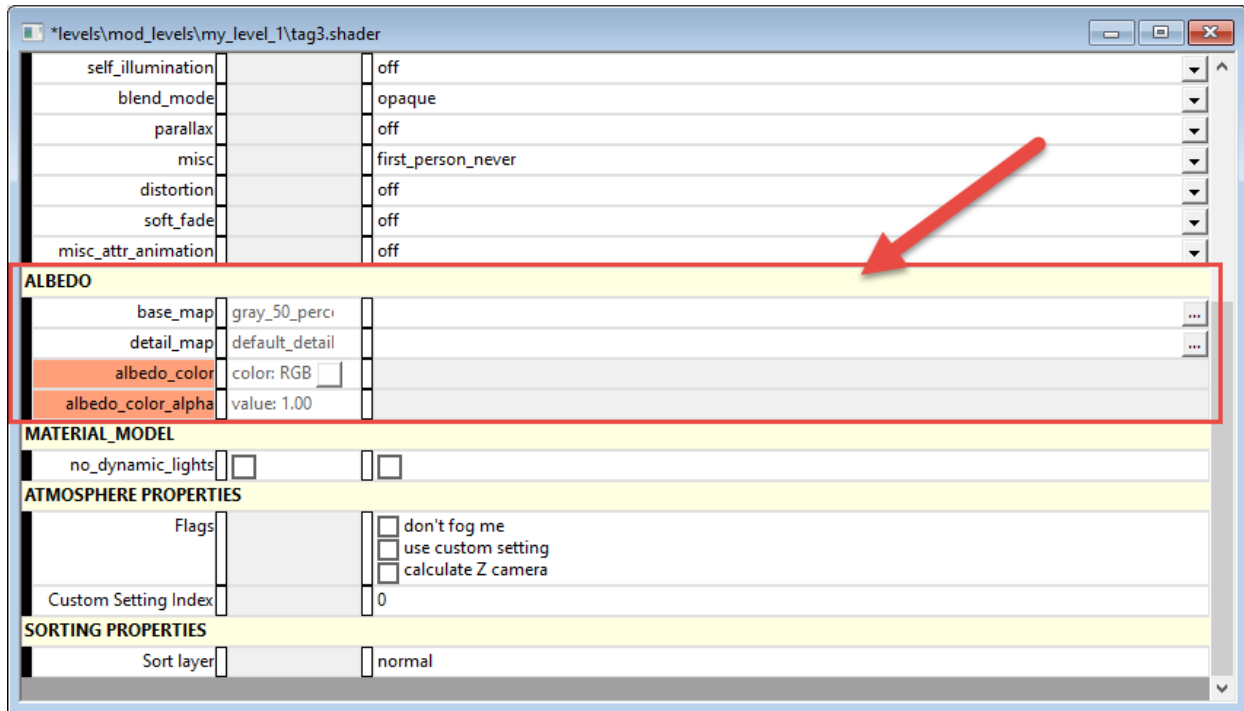 *levels\mod_levels\my_level_1\tag3.shader
self_illumination off
blend_mode opaque
parallax off
misc first_person_never
distortion off
soft_fade off
misc_attr_animation off
ALBEDO
base_map gray_50_perc ...
detail_map default_detail ...
albedo_color color: RGB
albedo_color_alpha value: 1.00
MATERIAL_MODEL
no_dynamic_lights
ATMOSPHERE PROPERTIES
Flags don't fog me
use custom setting
calculate Z camera
Custom Setting Index 0
SORTING PROPERTIES
Sort layer normal